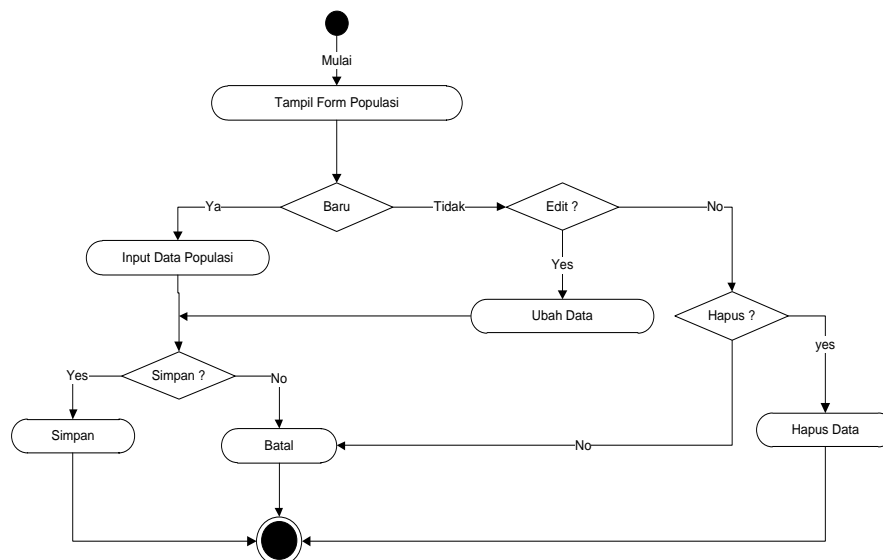 Mulai
Tampil Form Populasi
Ya
Baru
Tidak
Edit ?
No
Input Data Populasi
Yes
Ubah Data
Hapus ?
yes
Yes
Simpan ?
No
Simpan
Batal
No
Hapus Data